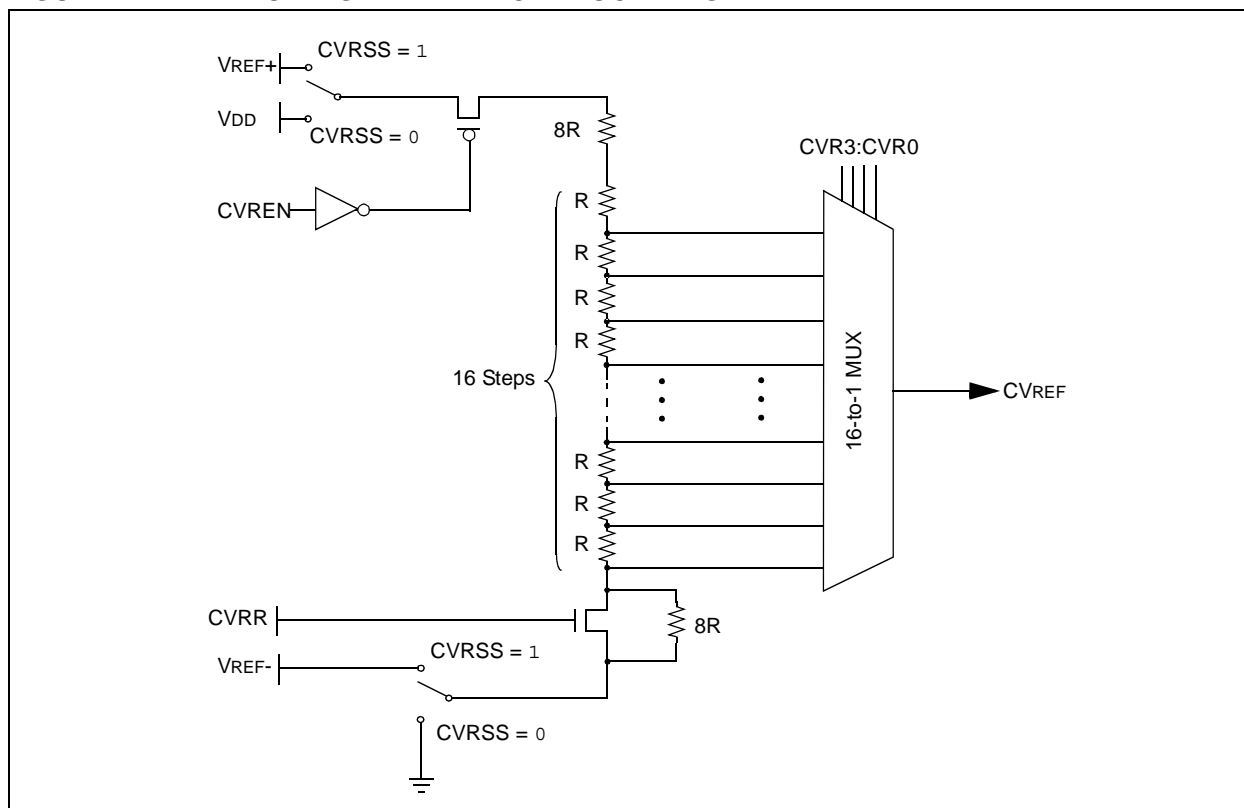 CVRSS = 1
VREF+
VDD
CVRSS = 0
8R
CVR3:CVR0
CVREN
R
R
R
R
16 Steps
16-to-1 MUX
CVREF
R
R
R
CVRR
8R
CVRSS = 1
VREF-
CVRSS = 0